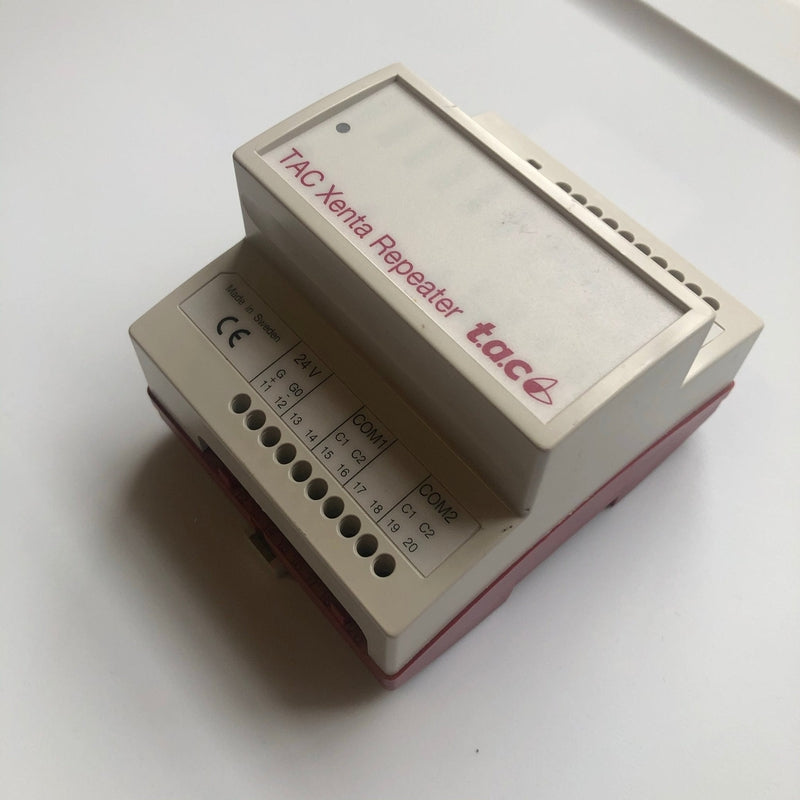 TAC Xenta Repeater
t.a.c
Made in Sweden
CE
24 V
G G0
+ -
COM1
C1 C2
COM2
C1 C2
11 12 13 14 15 16 17 18 19 20